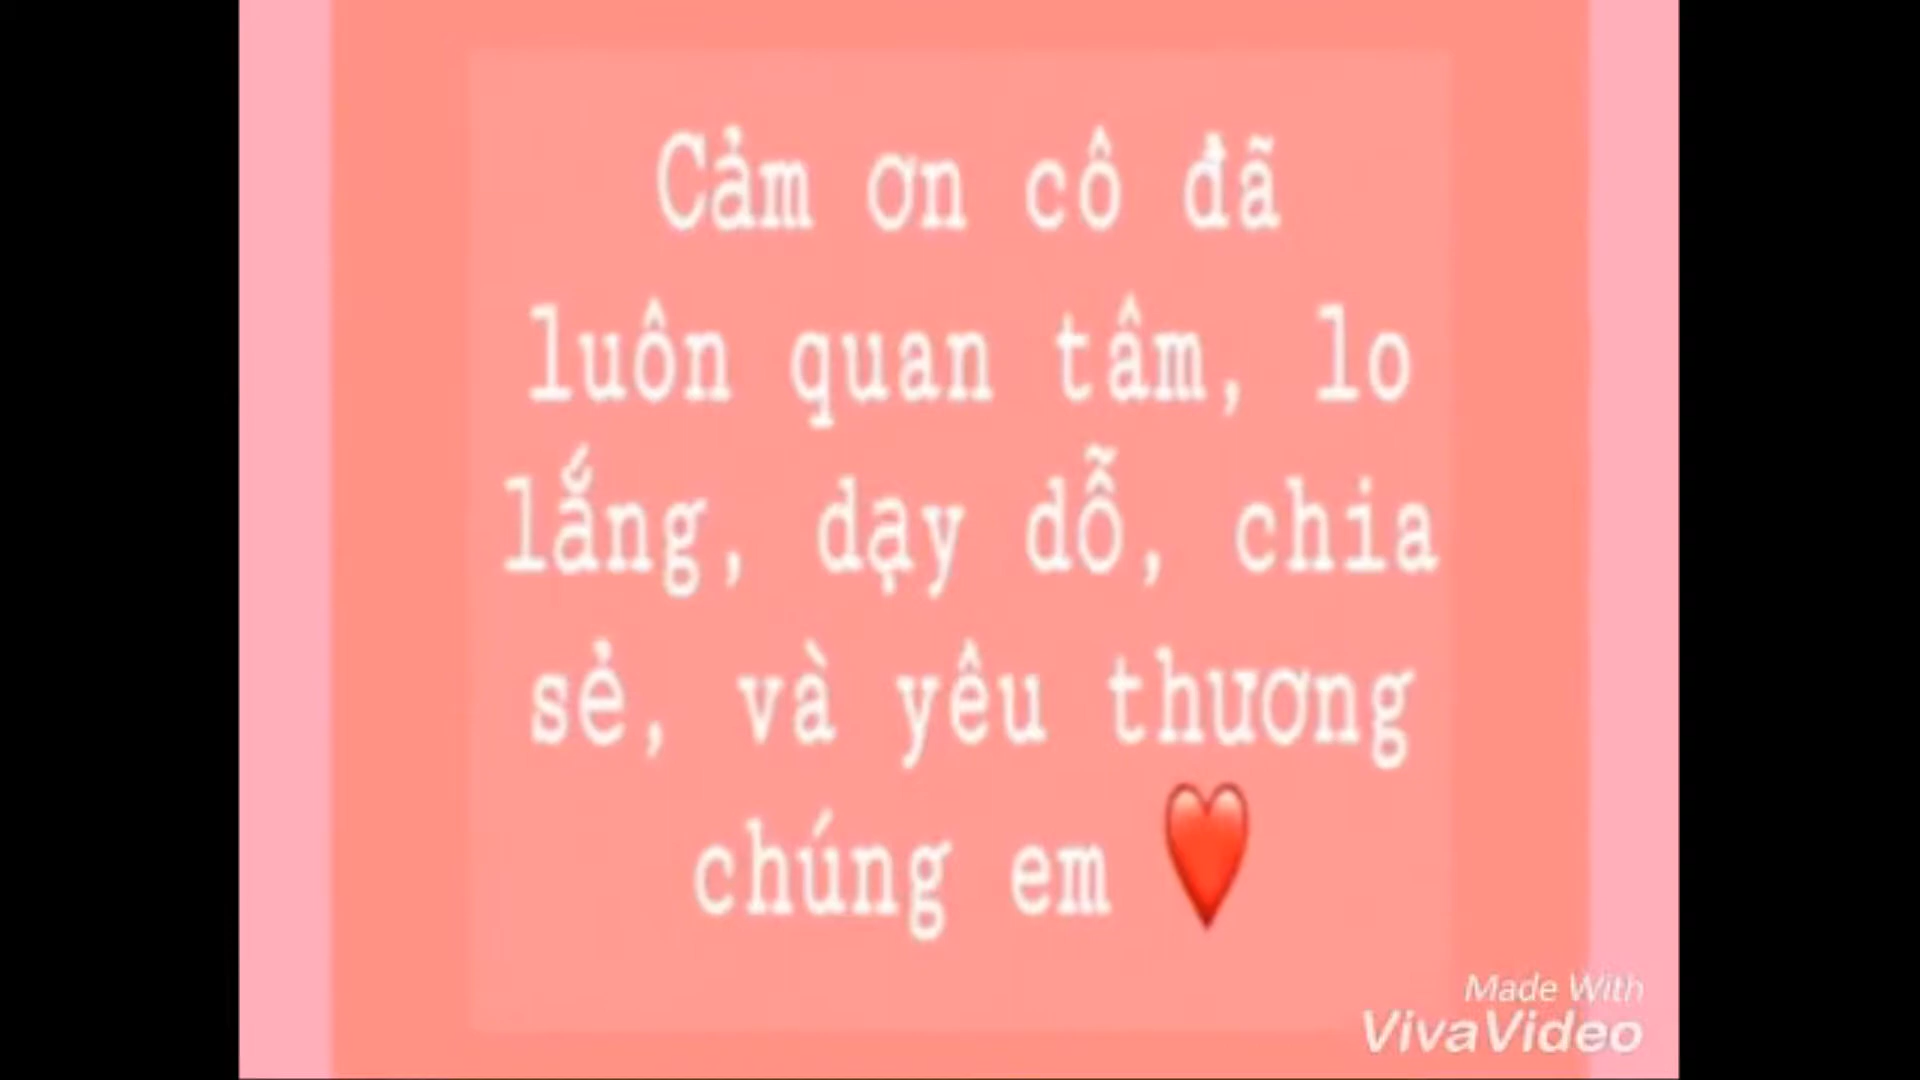 Cảm ơn cô đã
luôn quan tâm, lo
lắng, dạy dỗ, chia
sẻ, và yêu thương
chúng em ❤
Made With
VivaVideo